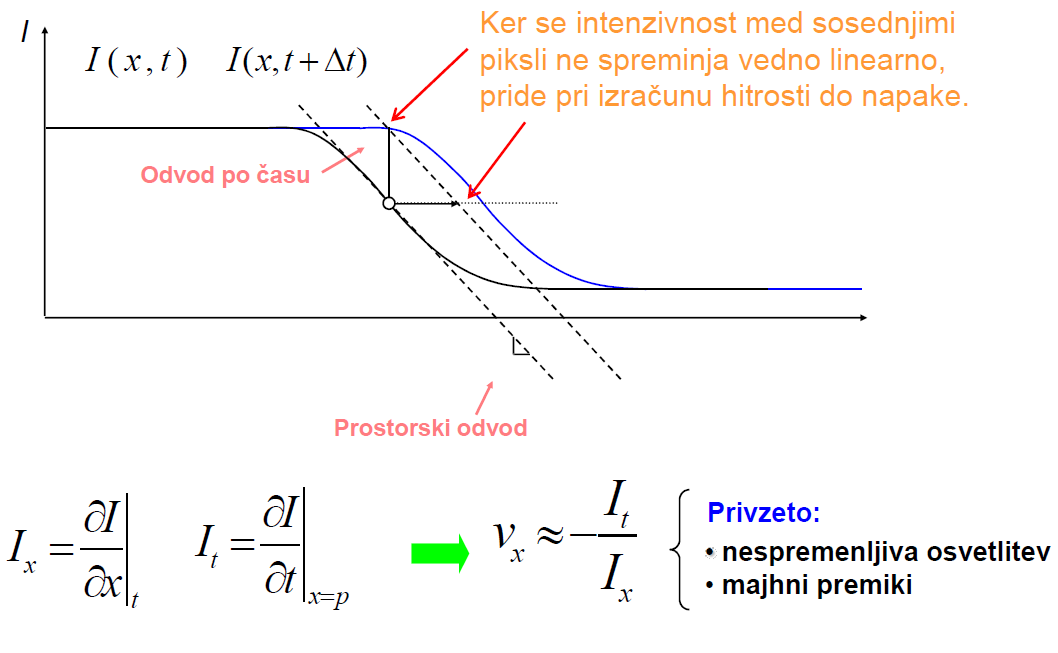 I
I(x,t) I(x,t+Δt)
Ker se intenzivnost med sosednjimi
piksli ne spreminja vedno linearno,
pride pri izračunu hitrosti do napake.
Odvod po času
Prostorski odvod
I_x = ∂I/∂x |_t I_t = ∂I/∂t |_{x=p} v_x ≈ − I_t/I_x
Privzeto:
• nespremenljiva osvetlitev
• majhni premiki